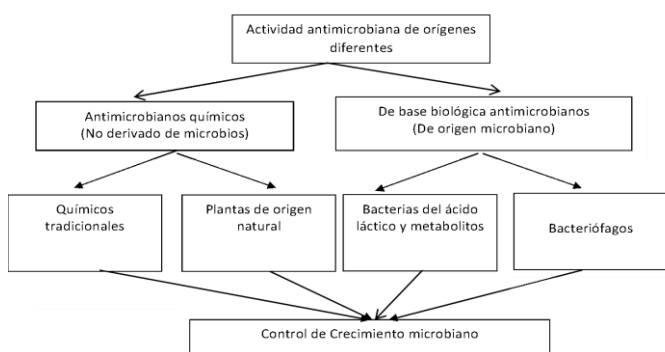 Actividad antimicrobiana de orígenes
diferentes
Antimicrobianos químicos
(No derivado de microbios)
De base biológica antimicrobianos
(De origen microbiano)
Químicos
tradicionales
Plantas de origen
natural
Bacterias del ácido
láctico y metabolitos
Bacteriófagos
Control de Crecimiento microbiano